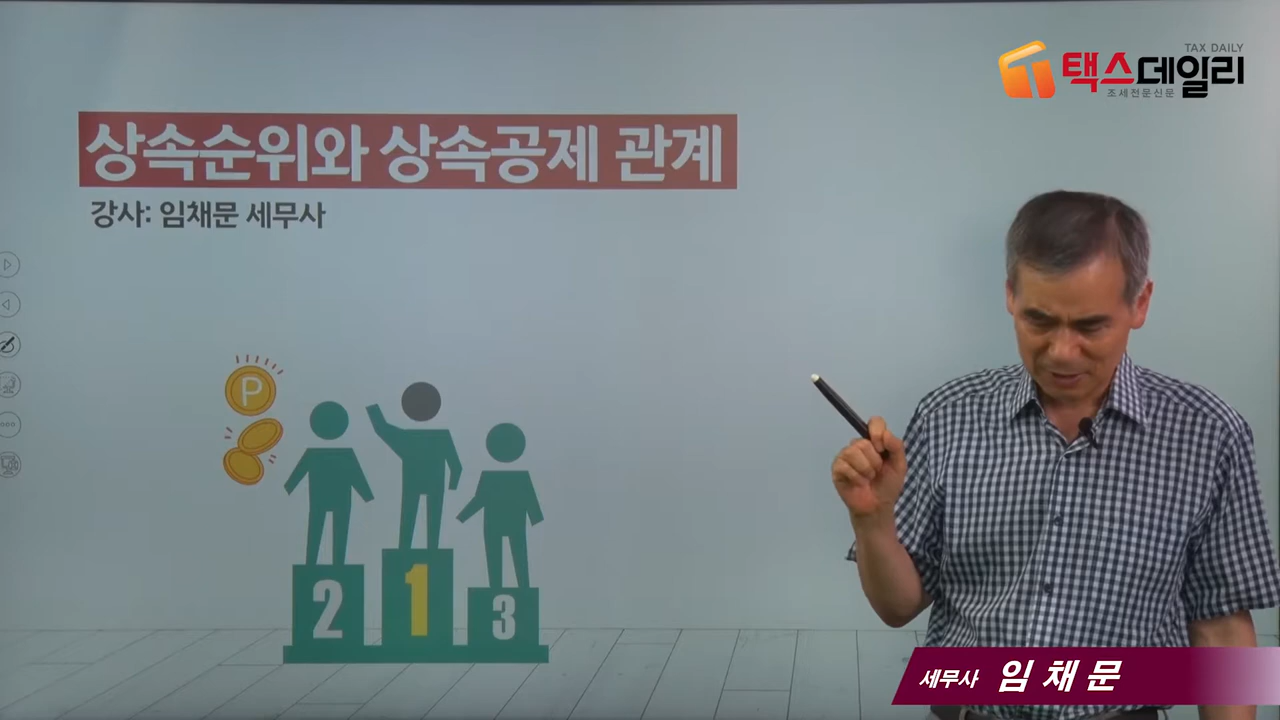 TAX DAILY
택스데일리
조세전문신문
상속순위와 상속공제 관계
강사: 임채문 세무사
P
2
1
3
세무사 임채문